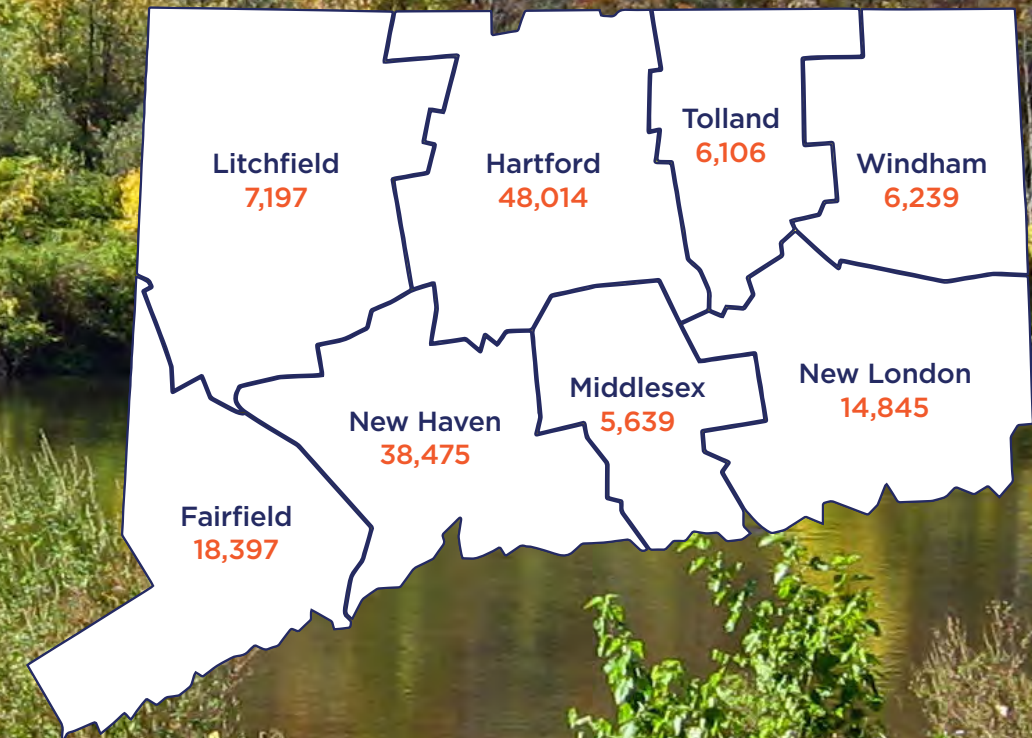 Litchfield
7,197
Hartford
48,014
Tolland
6,106
Windham
6,239
New Haven
38,475
Middlesex
5,639
New London
14,845
Fairfield
18,397